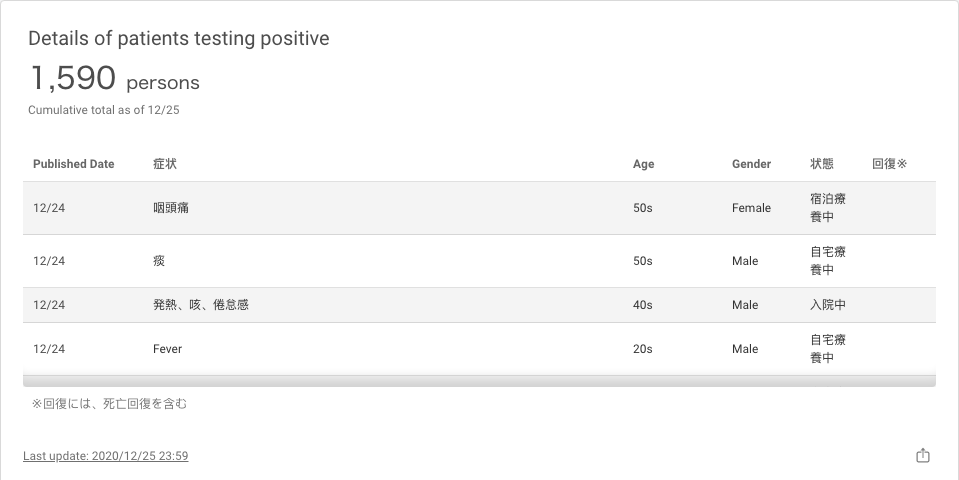 Details of patients testing positive
1,590 persons
Cumulative total as of 12/25
Published Date 症状 Age Gender 状態 回復※
12/24 咽頭痛 50s Female 宿泊療
養中
12/24 痰 50s Male 自宅療
養中
12/24 発熱、咳、倦怠感 40s Male 入院中
12/24 Fever 20s Male 自宅療
養中
※回復には、死亡回復を含む
Last update: 2020/12/25 23:59